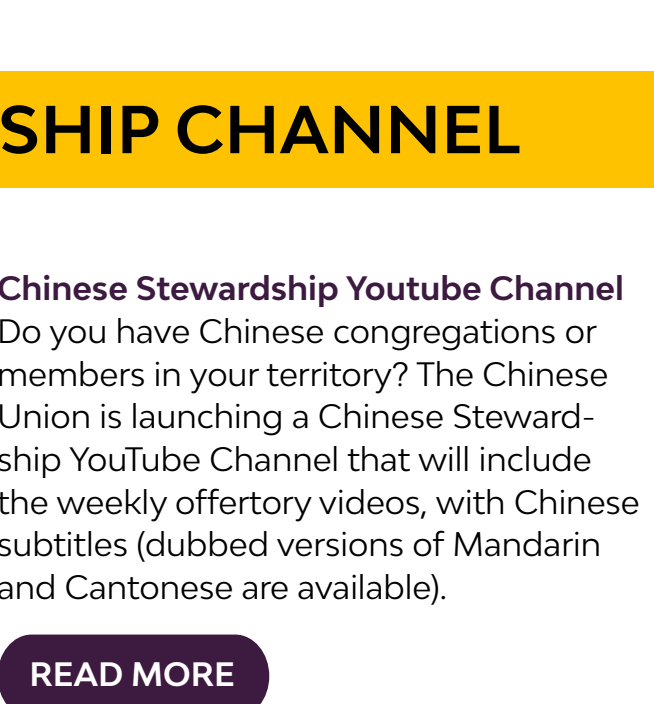 SHIP CHANNEL
Chinese Stewardship Youtube Channel
Do you have Chinese congregations or
members in your territory? The Chinese
Union is launching a Chinese Steward-
ship YouTube Channel that will include
the weekly offertory videos, with Chinese
subtitles (dubbed versions of Mandarin
and Cantonese are available).
READ MORE